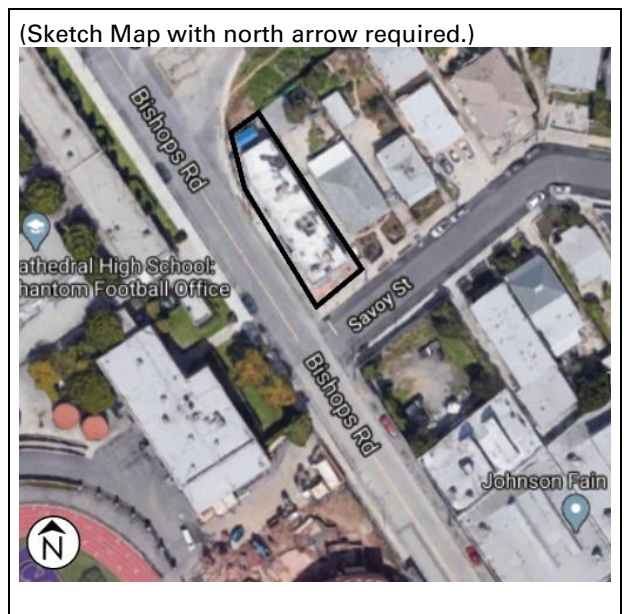 (Sketch Map with north arrow required.)
Bishops Rd
athedral High School:
hantom Football Office
Savoy St
Bishops Rd
Johnson Fain
N